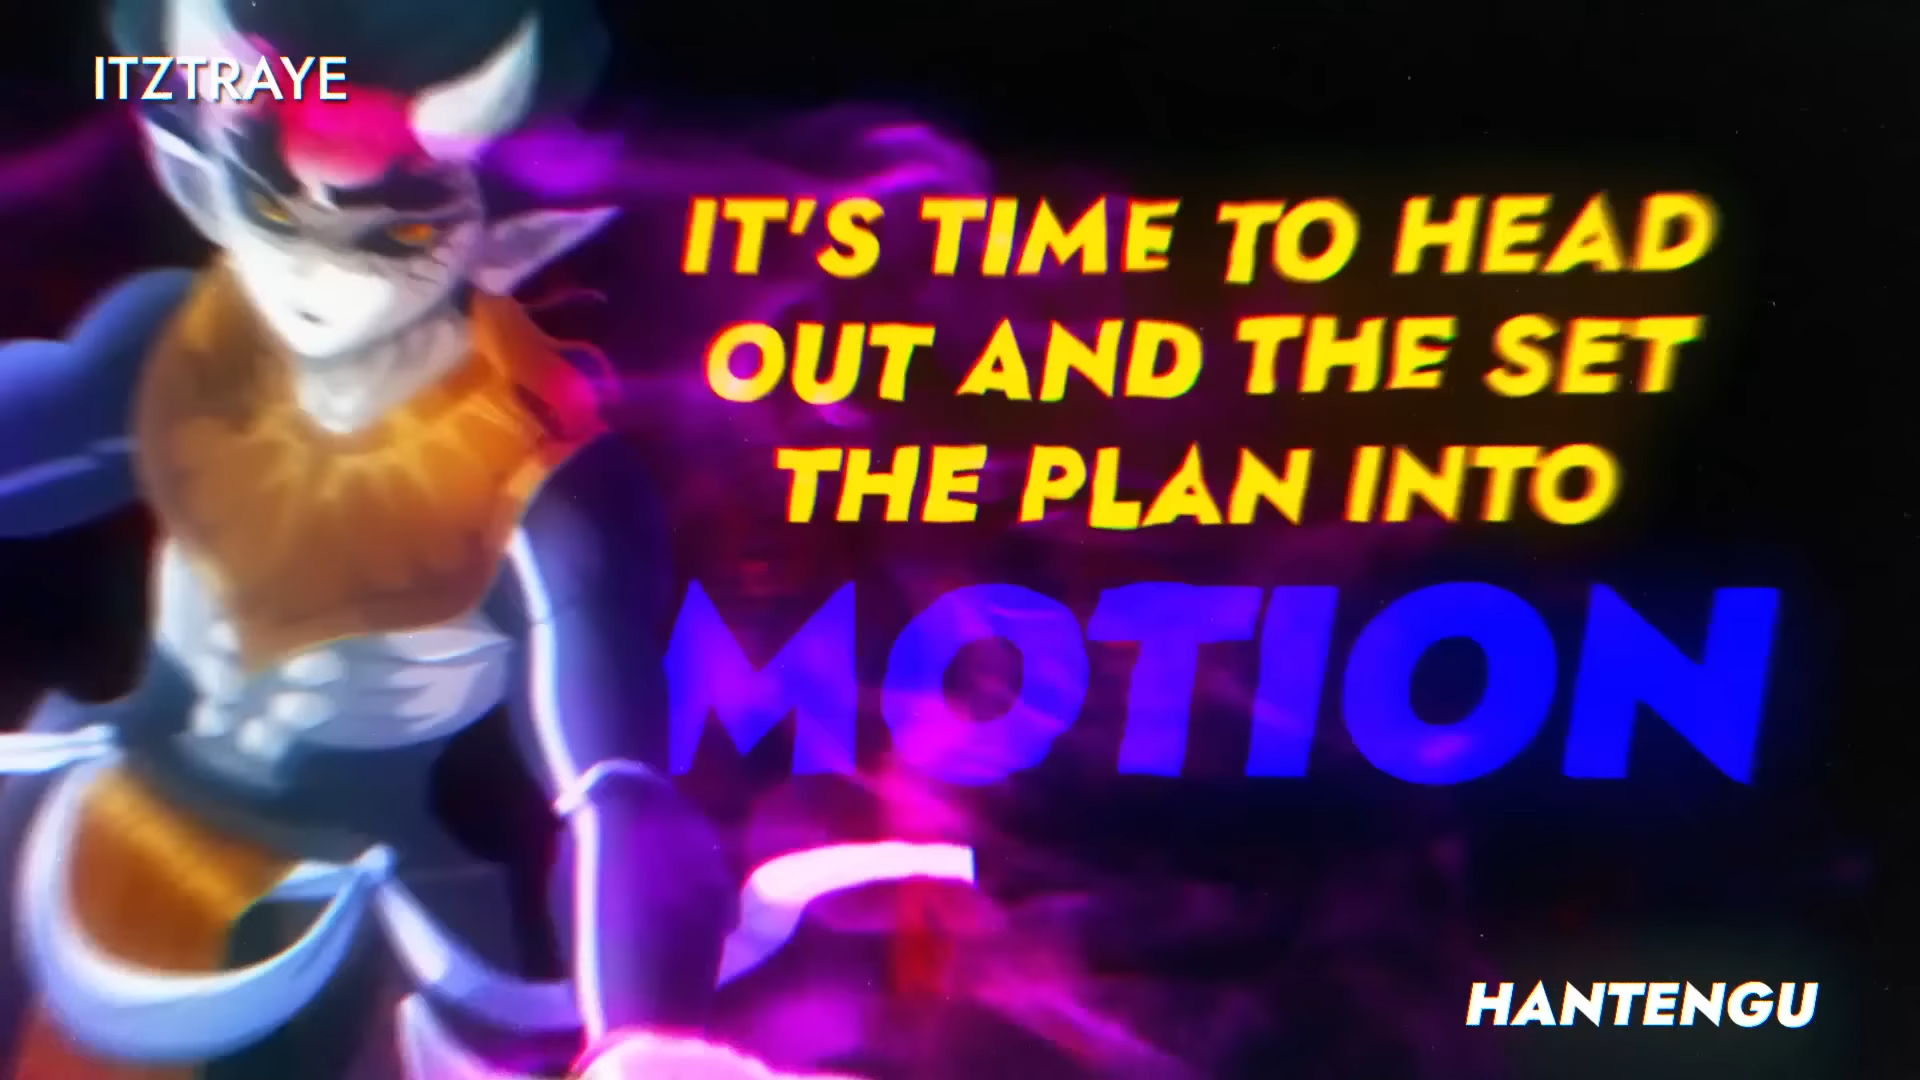 ITZTRAYE
IT'S TIME TO HEAD
OUT AND THE SET
THE PLAN INTO
MOTION
HANTENGU